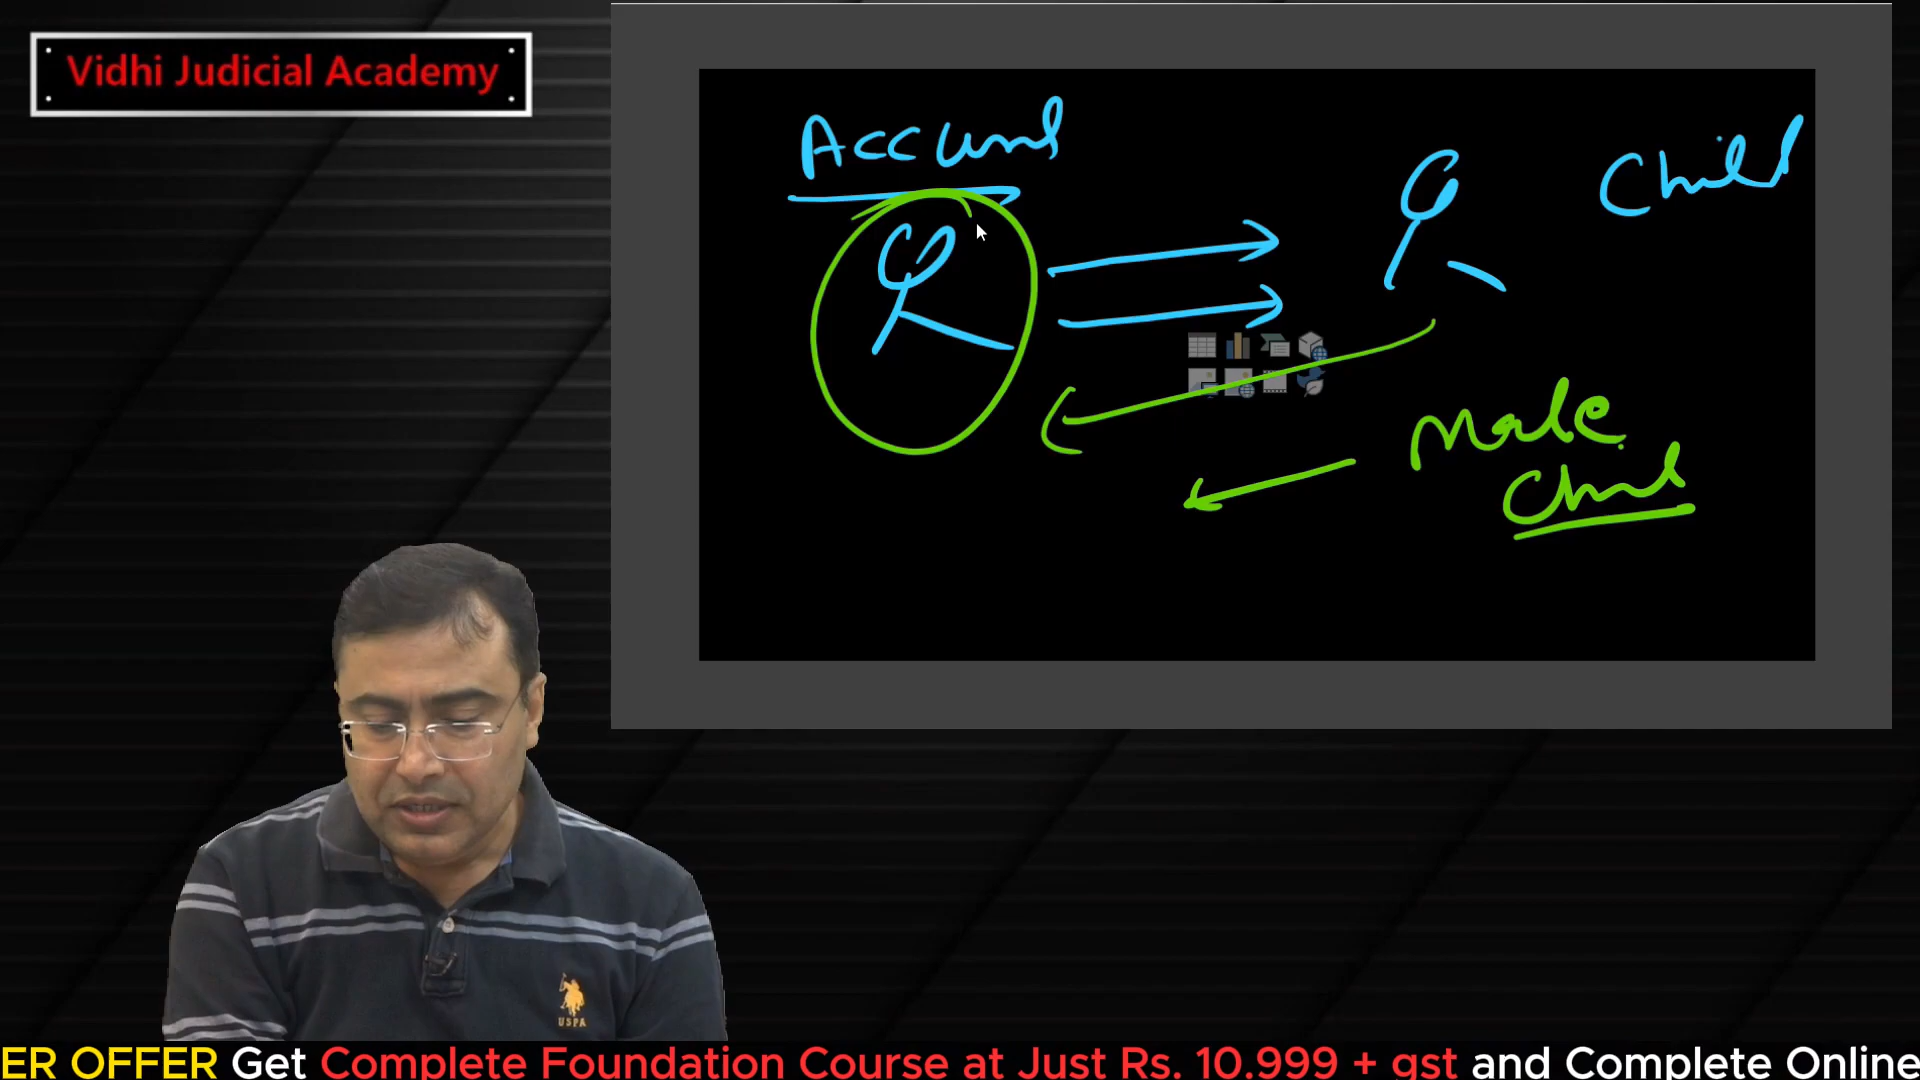 Vidhi Judicial Academy
Accused
Child
Male
Child
USPA
ER OFFER Get Complete Foundation Course at Just Rs. 10.999 + gst and Complete Online